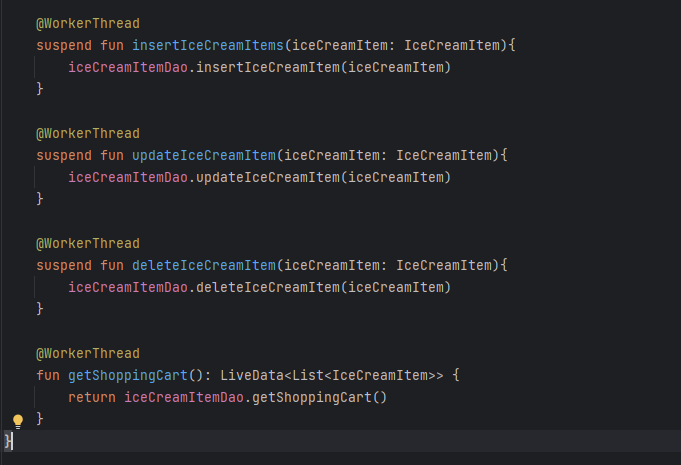 @WorkerThread
suspend fun insertIceCreamItems(iceCreamItem: IceCreamItem){
iceCreamItemDao.insertIceCreamItem(iceCreamItem)
}
@WorkerThread
suspend fun updateIceCreamItem(iceCreamItem: IceCreamItem){
iceCreamItemDao.updateIceCreamItem(iceCreamItem)
}
@WorkerThread
suspend fun deleteIceCreamItem(iceCreamItem: IceCreamItem){
iceCreamItemDao.deleteIceCreamItem(iceCreamItem)
}
@WorkerThread
fun getShoppingCart(): LiveData<List<IceCreamItem>> {
return iceCreamItemDao.getShoppingCart()
}
}